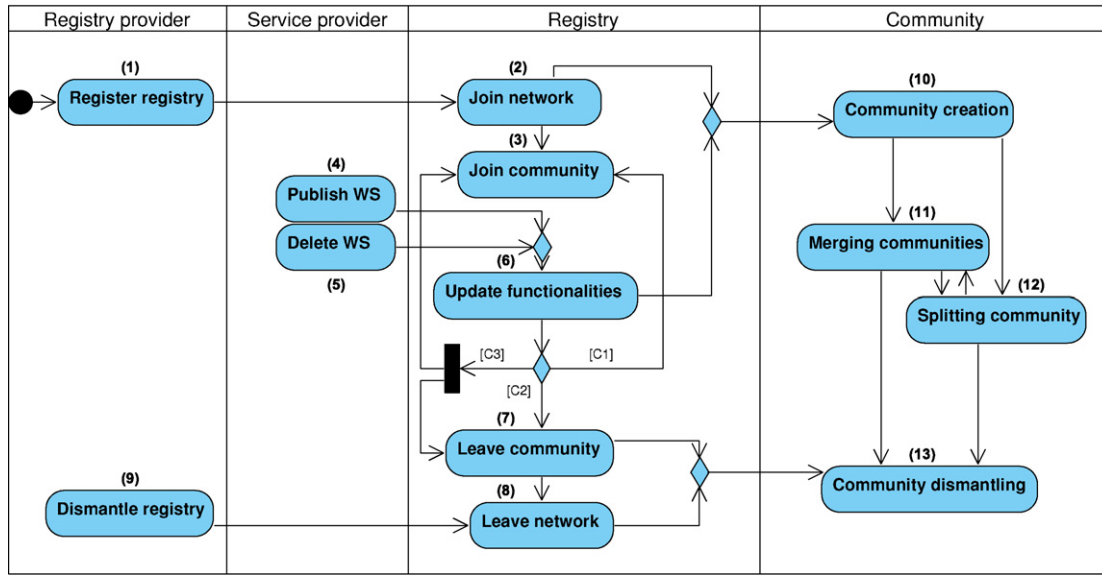 Registry provider
Service provider
Registry
Community
(1)
Register registry
(2)
Join network
(10)
Community creation
(3)
Join community
(4)
Publish WS
Delete WS
(5)
(6)
Update functionalities
(11)
Merging communities
(12)
Splitting community
[C3]
[C1]
[C2]
(7)
Leave community
(8)
Leave network
(9)
Dismantle registry
(13)
Community dismantling